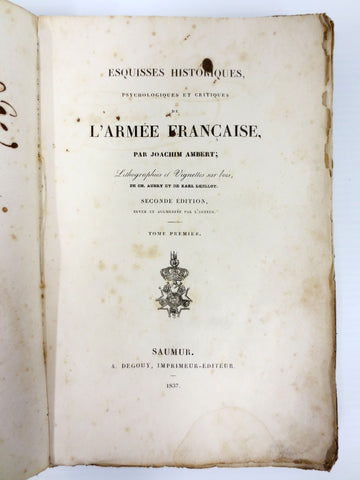 ESQUISSES HISTORIQUES,
PSYCHOLOGIQUES ET CRITIQUES
DE
L'ARMÉE FRANÇAISE,
PAR JOACHIM AMBERT;
Lithographies et Vignettes sur bois,
DE CH. AUBRY ET DE KARL LŒILLOT.
SECONDE ÉDITION,
REVUE ET AUGMENTÉE PAR L'AUTEUR.
TOME PREMIER.
SAUMUR.
A. DEGOUY, IMPRIMEUR-ÉDITEUR.
1837.